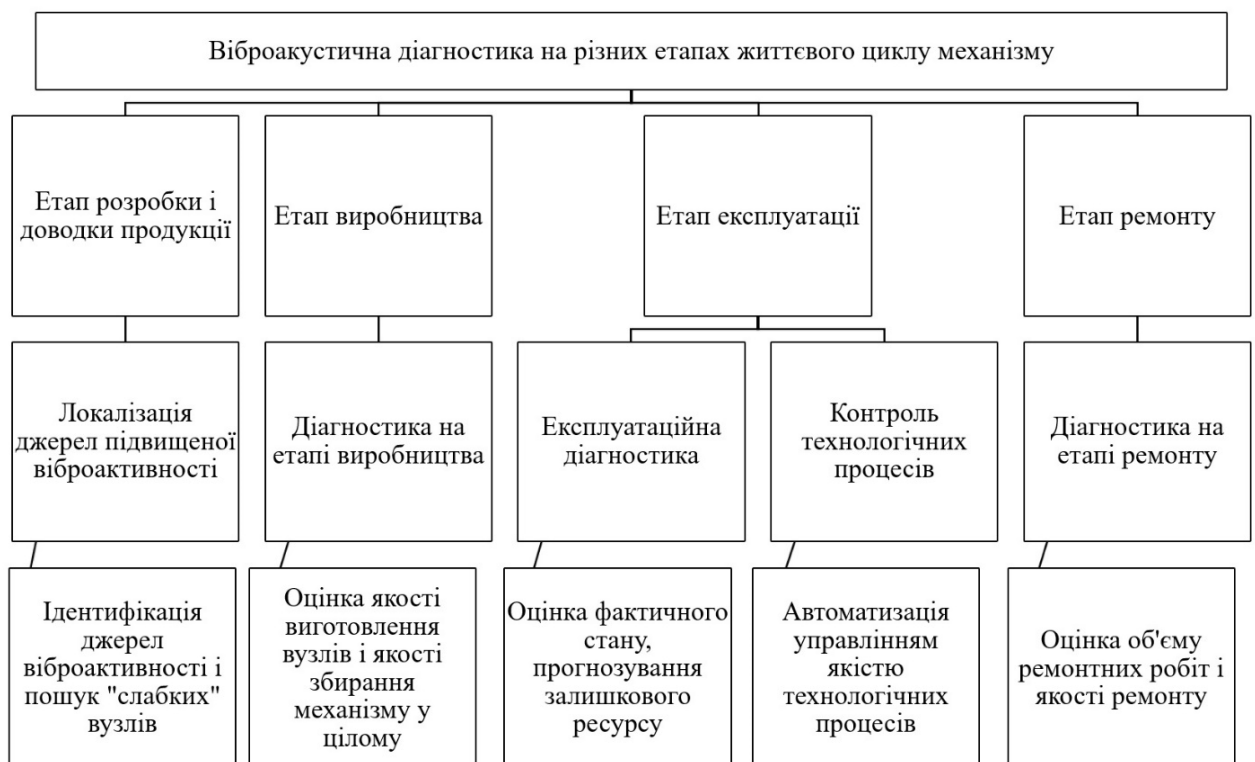 Віброакустична діагностика на різних етапах життєвого циклу механізму
Етап розробки і
доводки продукції
Етап виробництва
Етап експлуатації
Етап ремонту
Локалізація
джерел підвищеної
віброактивності
Діагностика на
етапі виробництва
Експлуатаційна
діагностика
Контроль
технологічних
процесів
Діагностика на
етапі ремонту
Ідентифікація
джерел
віброактивності і
пошук "слабких"
вузлів
Оцінка якості
виготовлення
вузлів і якості
збирання
механізму у
цілому
Оцінка фактичного
стану,
прогнозування
залишкового
ресурсу
Автоматизація
управлінням
якістю
технологічних
процесів
Оцінка об'єму
ремонтних робіт і
якості ремонту